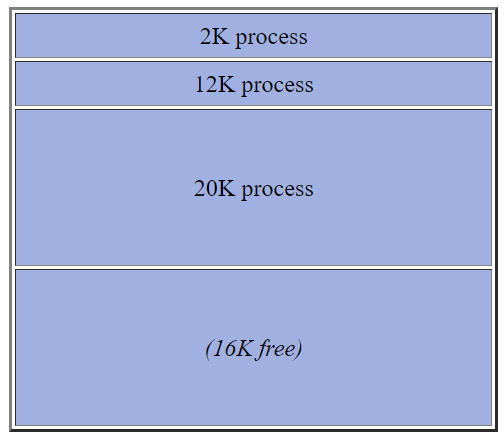 2K process
12K process
20K process
(16K free)